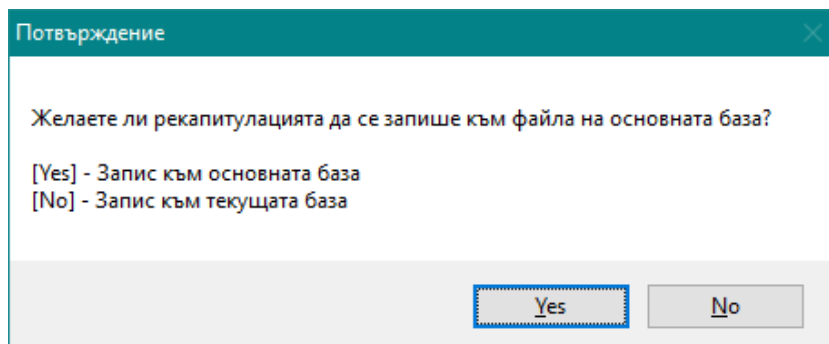 Потвърждение
Желаете ли рекапитулацията да се запише към файла на основната база?
[Yes] - Запис към основната база
[No] - Запис към текущата база
Yes
No